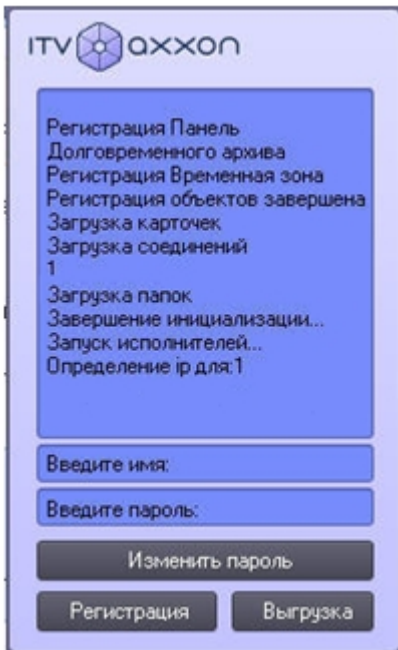 ITV AXXON
Регистрация Панель
Долговременного архива
Регистрация Временная зона
Регистрация объектов завершена
Загрузка карточек
Загрузка соединений
1
Загрузка папок
Завершение инициализации...
Запуск исполнителей...
Определение ip для:1
Введите имя:
Введите пароль:
Изменить пароль
Регистрация Выгрузка